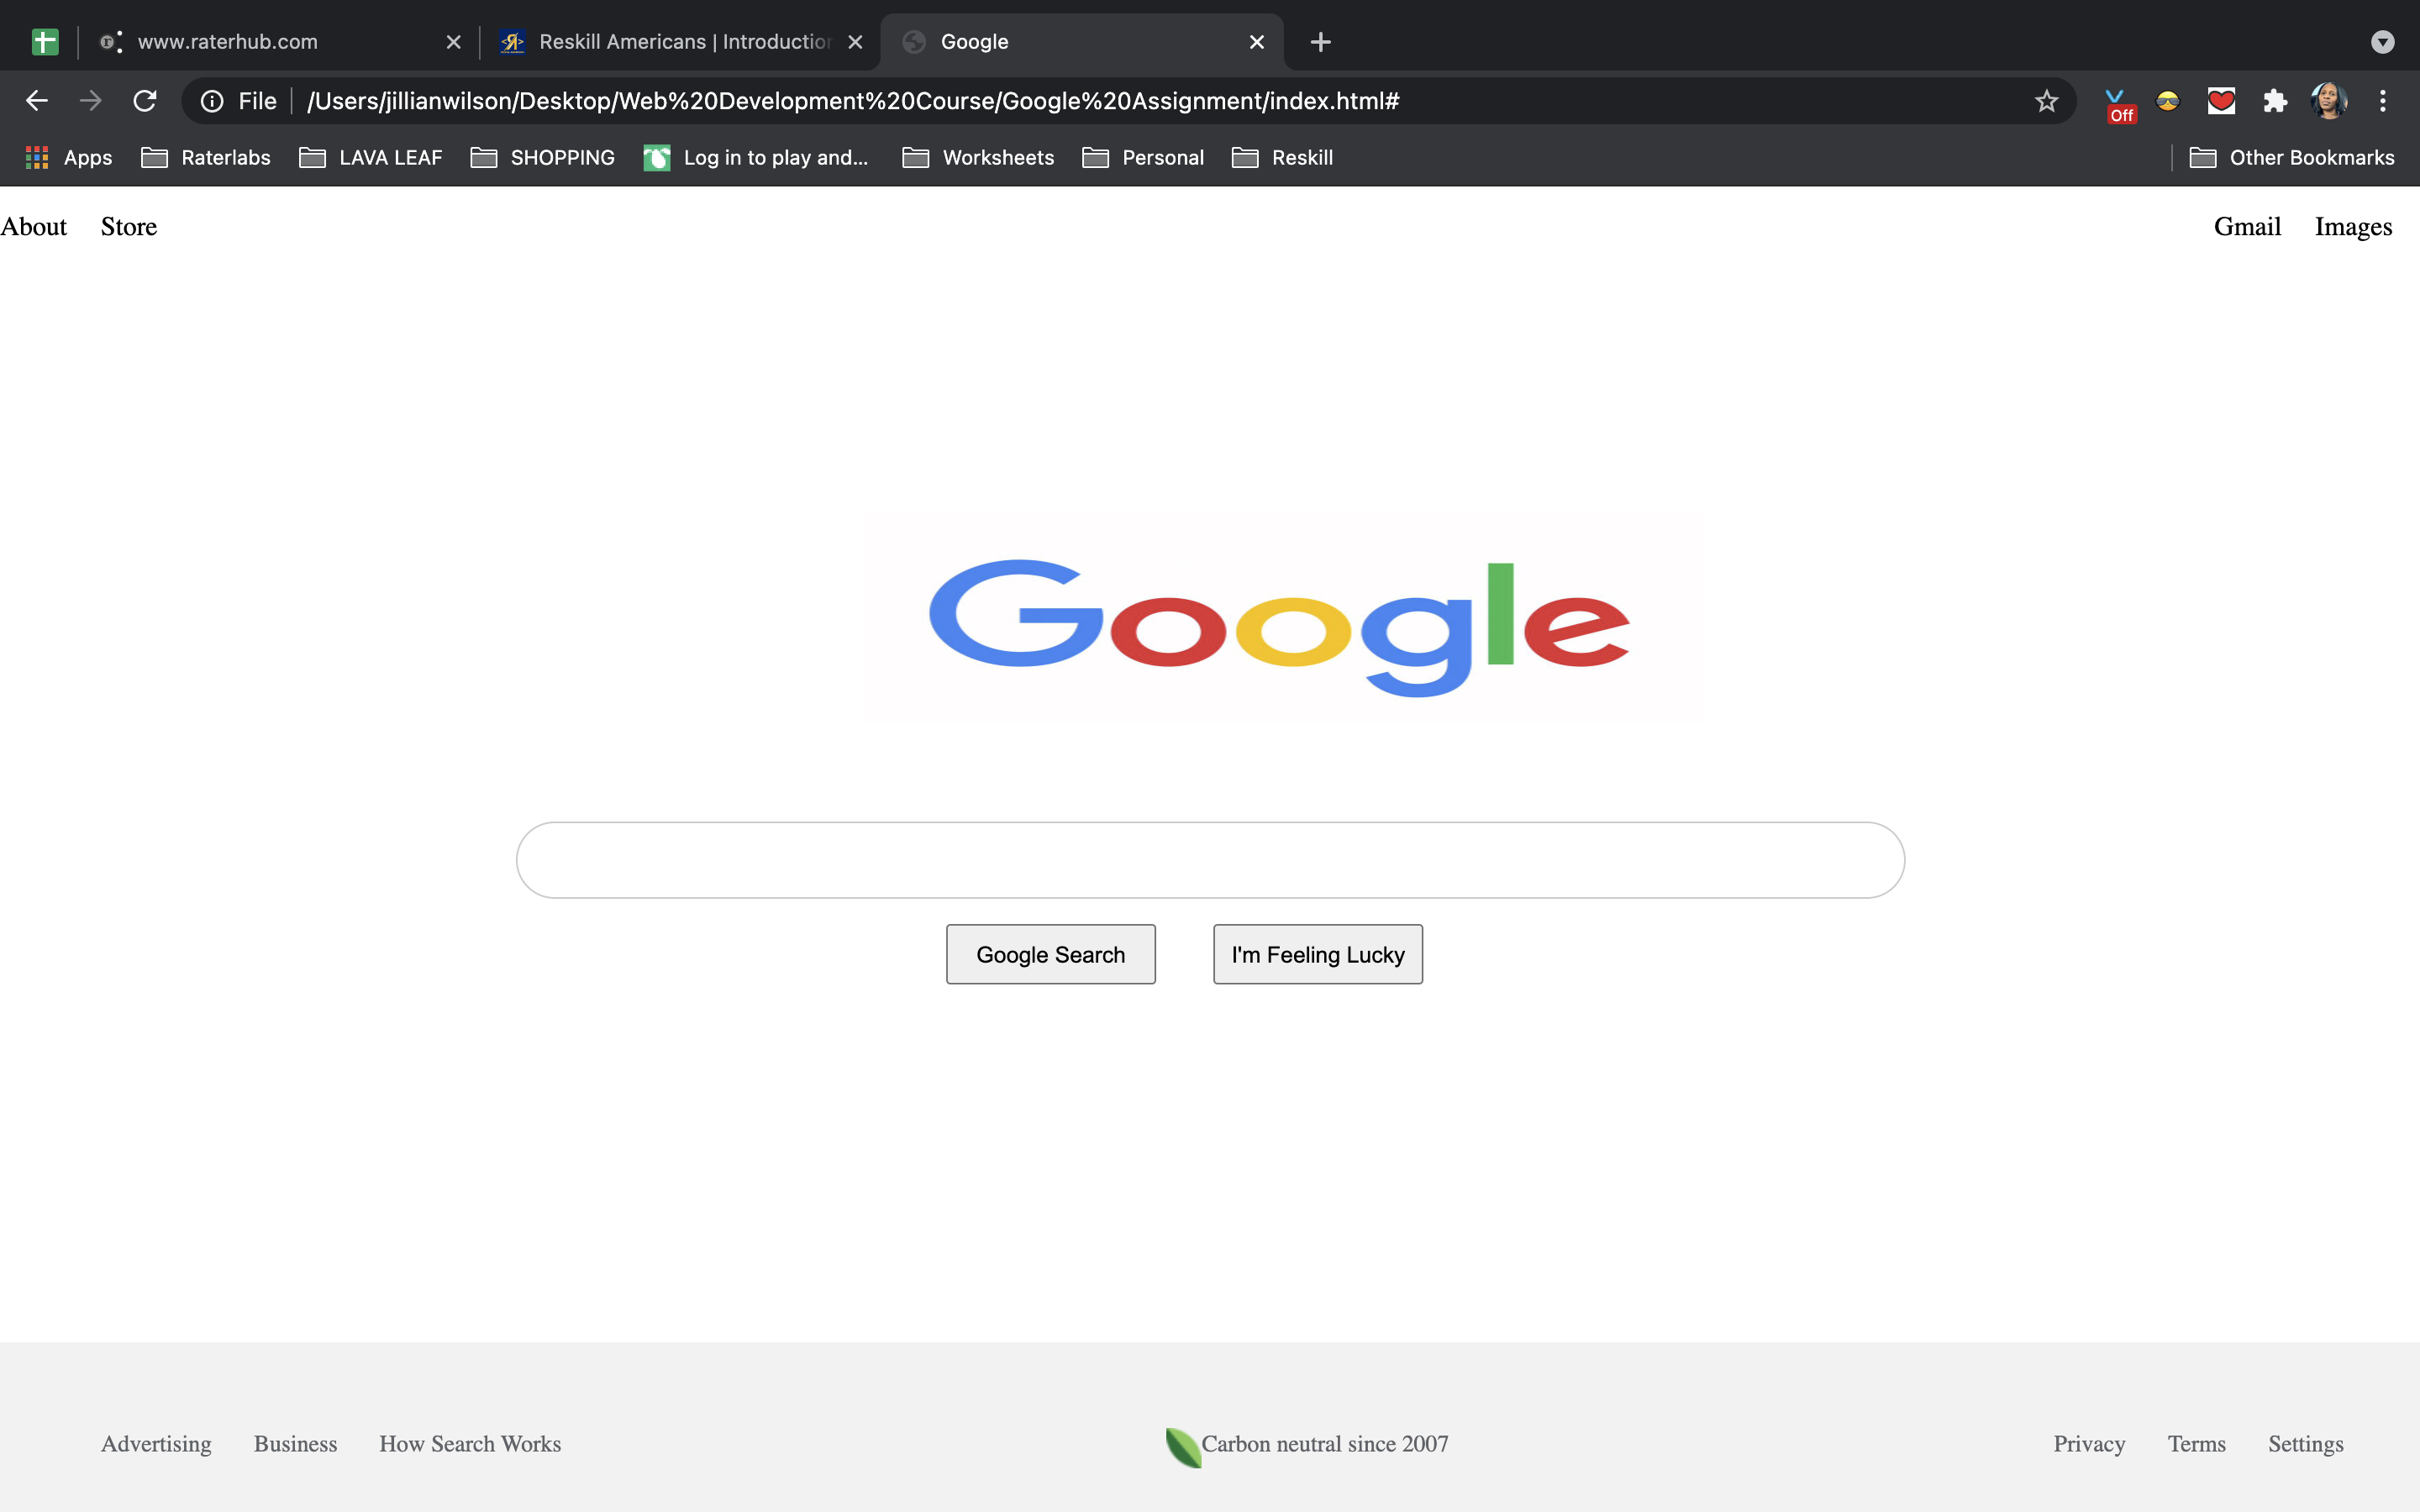 www.raterhub.com Reskill Americans | Introduction Google
File /Users/jillianwilson/Desktop/Web%20Development%20Course/Google%20Assignment/index.html# Off
Apps Raterlabs LAVA LEAF SHOPPING Log in to play and... Worksheets Personal Reskill Other Bookmarks
About Store Gmail Images
Google
Google Search I'm Feeling Lucky
Advertising Business How Search Works Carbon neutral since 2007 Privacy Terms Settings